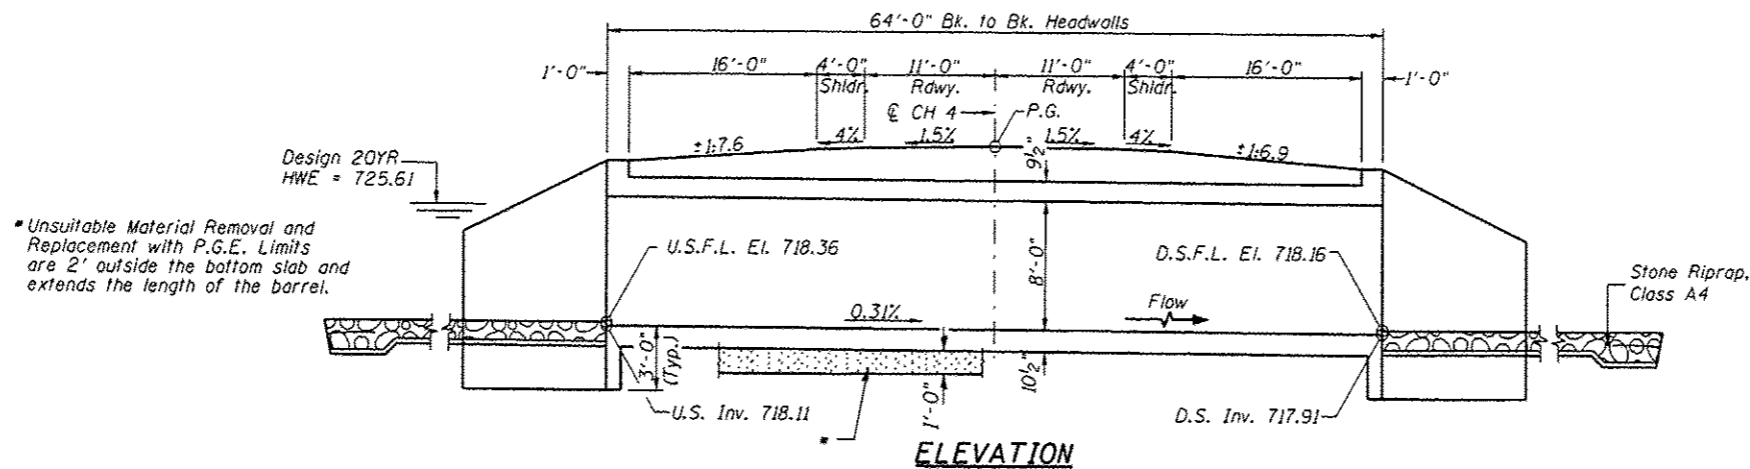 64'-0" Bk. to Bk. Headwalls
1'-0"
16'-0"
4'-0"
Shldr.
11'-0"
Rdwy.
11'-0"
Rdwy.
4'-0"
Shldr.
16'-0"
1'-0"
℄ CH 4
P.G.
±1:7.6
4%
1.5%
1.5%
4%
±1:6.9
9½"
Design 20YR
HWE = 725.61
* Unsuitable Material Removal and
Replacement with P.G.E. Limits
are 2' outside the bottom slab and
extends the length of the barrel.
U.S.F.L. El. 718.36
8'-0"
D.S.F.L. El. 718.16
Stone Riprap,
Class A4
0.31%
Flow
3'-0"
(Typ.)
U.S. Inv. 718.11
*
1'-0"
10½"
D.S. Inv. 717.91
ELEVATION